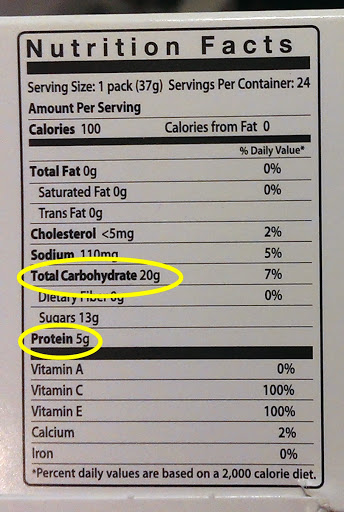 Nutrition Facts
Serving Size: 1 pack (37g) Servings Per Container: 24
Amount Per Serving
Calories 100 Calories from Fat 0
% Daily Value*
Total Fat 0g 0%
Saturated Fat 0g 0%
Trans Fat 0g
Cholesterol <5mg 2%
Sodium 110mg 5%
Total Carbohydrate 20g 7%
Dietary Fiber 0g 0%
Sugars 13g
Protein 5g
Vitamin A 0%
Vitamin C 100%
Vitamin E 100%
Calcium 2%
Iron 0%
*Percent daily values are based on a 2,000 calorie diet.